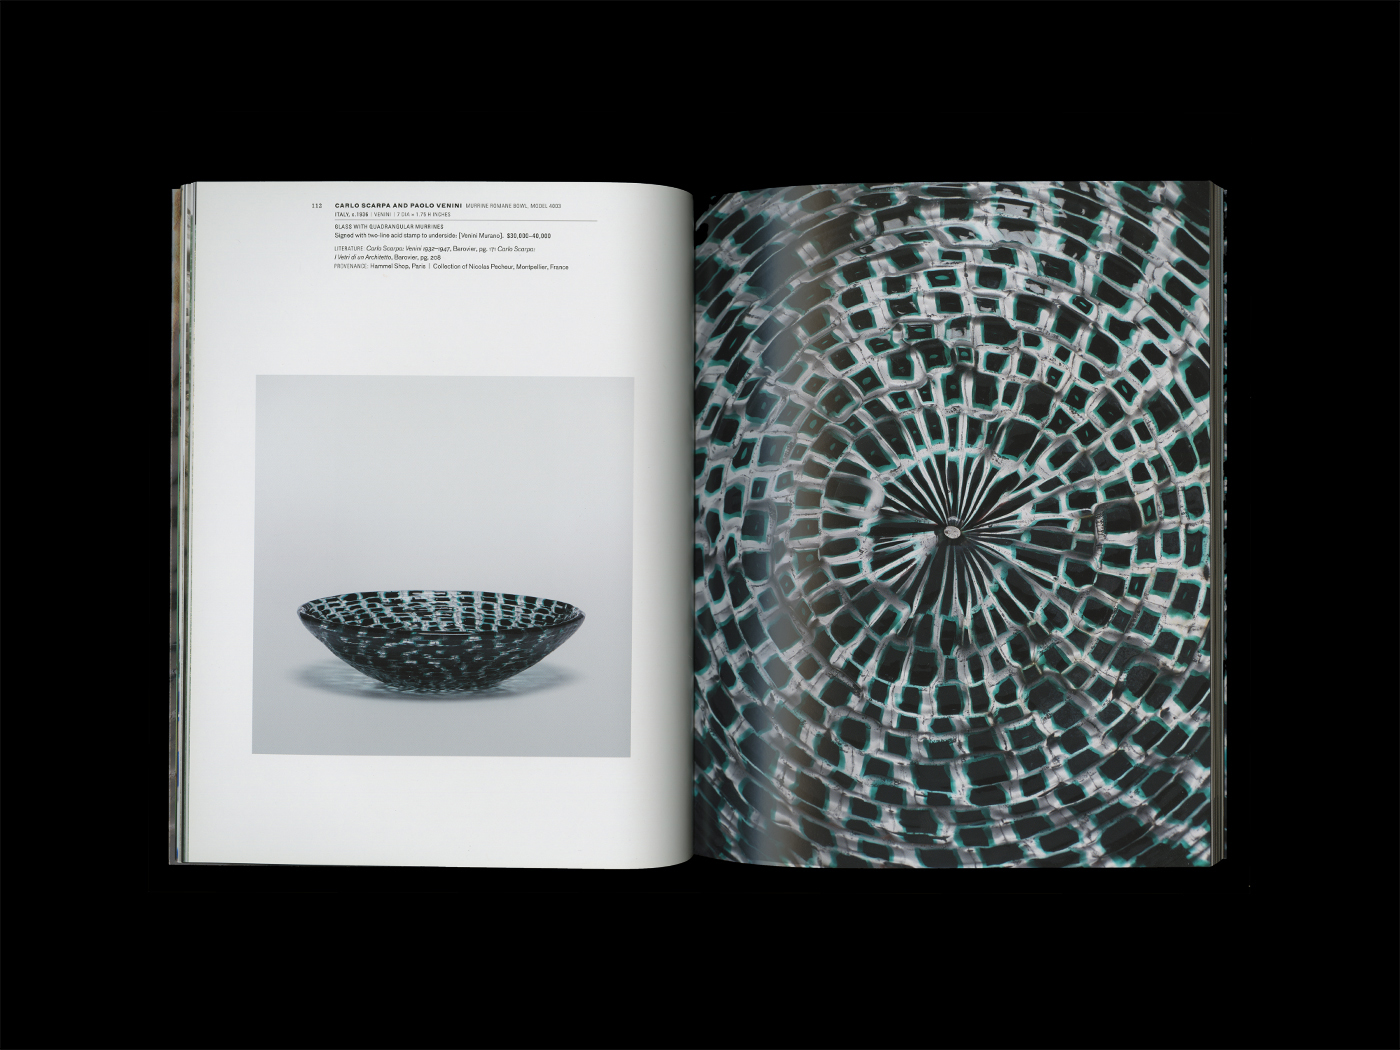 112 CARLO SCARPA AND PAOLO VENINI MURRINE ROMANE BOWL, MODEL 4003
ITALY, c.1936 | VENINI | 7 DIA × 1.75 H INCHES
GLASS WITH QUADRANGULAR MURRINES
Signed with two-line acid stamp to underside: [Venini Murano]. $30,000–40,000
LITERATURE: Carlo Scarpa: Venini 1932–1947, Barovier, pg. 17; Carlo Scarpa:
I Vetri di un Architetto, Barovier, pg. 208
PROVENANCE: Hammel Shop, Paris | Collection of Nicolas Pecheur, Montpellier, France